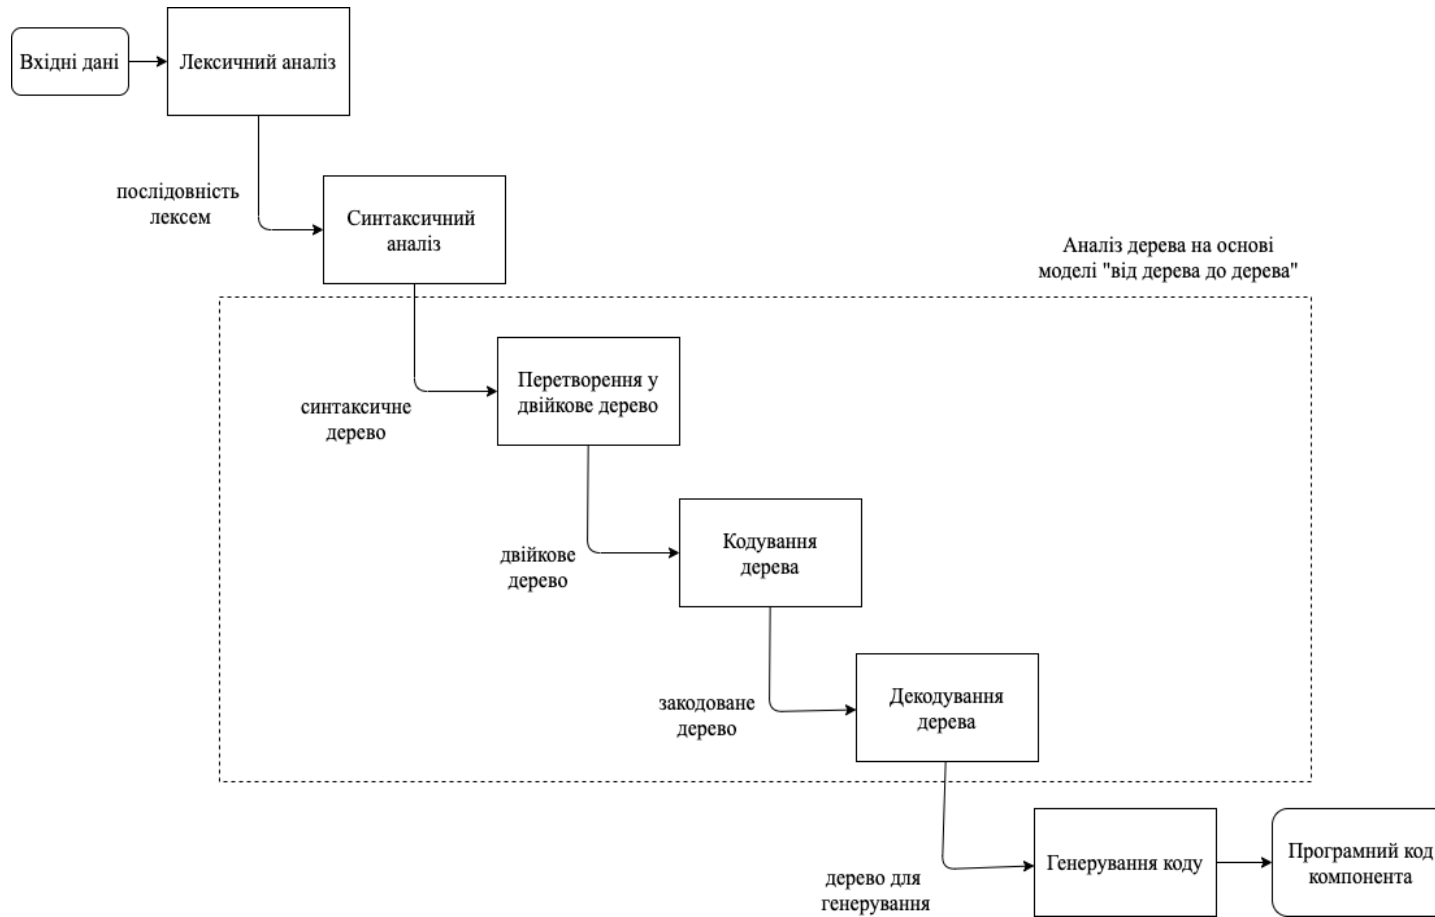 Вхідні дані
Лексичний аналіз
послідовність
лексем
Синтаксичний
аналіз
Аналіз дерева на основі
моделі "від дерева до дерева"
Перетворення у
двійкове дерево
синтаксичне
дерево
Кодування
дерева
двійкове
дерево
Декодування
дерева
закодоване
дерево
Генерування коду
Програмний код
компонента
дерево для
генерування